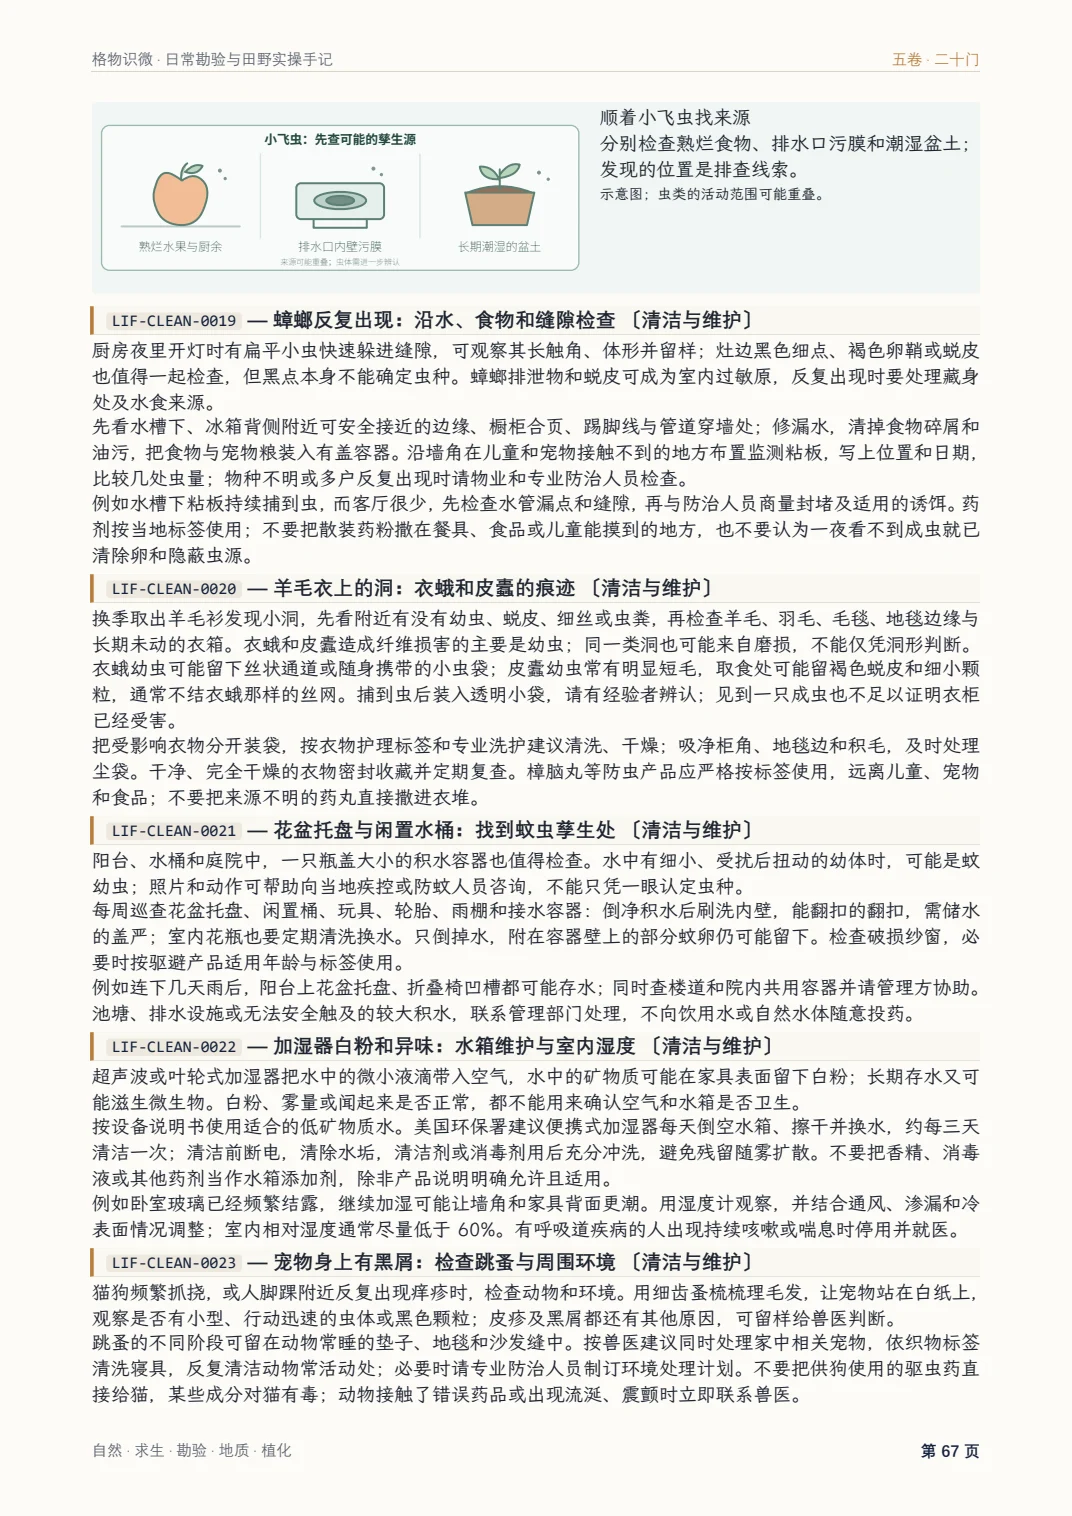 格物识微 · 日常勘验与田野实操手记
五卷 · 二十门
小飞虫：先查可能的孳生源
熟烂水果与厨余
排水口内壁污膜
长期潮湿的盆土
来源可能重叠；虫体需进一步辨认
顺着小飞虫找来源
分别检查熟烂食物、排水口污膜和潮湿盆土；
发现的位置是排查线索。
示意图；虫类的活动范围可能重叠。
LIF-CLEAN-0019 — 蟑螂反复出现：沿水、食物和缝隙检查 〔清洁与维护〕
厨房夜里开灯时有扁平小虫快速躲进缝隙，可观察其长触角、体形并留样；灶边黑色细点、褐色卵鞘或蜕皮
也值得一起检查，但黑点本身不能确定虫种。蟑螂排泄物和蜕皮可成为室内过敏原，反复出现时要处理藏身
处及水食来源。
先看水槽下、冰箱背侧附近可安全接近的边缘、橱柜合页、踢脚线与管道穿墙处；修漏水，清掉食物碎屑和
油污，把食物与宠物粮装入有盖容器。沿墙角在儿童和宠物接触不到的地方布置监测粘板，写上位置和日期，
比较几处虫量；物种不明或多户反复出现时请物业和专业防治人员检查。
例如水槽下粘板持续捕到虫，而客厅很少，先检查水管漏点和缝隙，再与防治人员商量封堵及适用的诱饵。药
剂按当地标签使用；不要把散装药粉撒在餐具、食品或儿童能摸到的地方，也不要认为一夜看不到成虫就已
清除卵和隐蔽虫源。
LIF-CLEAN-0020 — 羊毛衣上的洞：衣蛾和皮蠹的痕迹 〔清洁与维护〕
换季取出羊毛衫发现小洞，先看附近有没有幼虫、蜕皮、细丝或虫粪，再检查羊毛、羽毛、毛毯、地毯边缘与
长期未动的衣箱。衣蛾和皮蠹造成纤维损害的主要是幼虫；同一类洞也可能来自磨损，不能仅凭洞形判断。
衣蛾幼虫可能留下丝状通道或随身携带的小虫袋；皮蠹幼虫常有明显短毛，取食处可能留褐色蜕皮和细小颗
粒，通常不结衣蛾那样的丝网。捕到虫后装入透明小袋，请有经验者辨认；见到一只成虫也不足以证明衣柜
已经受害。
把受影响衣物分开装袋，按衣物护理标签和专业洗护建议清洗、干燥；吸净柜角、地毯边和积毛，及时处理
尘袋。干净、完全干燥的衣物密封收藏并定期复查。樟脑丸等防虫产品应严格按标签使用，远离儿童、宠物
和食品；不要把来源不明的药丸直接撒进衣堆。
LIF-CLEAN-0021 — 花盆托盘与闲置水桶：找到蚊虫孳生处 〔清洁与维护〕
阳台、水桶和庭院中，一只瓶盖大小的积水容器也值得检查。水中有细小、受扰后扭动的幼体时，可能是蚊
幼虫；照片和动作可帮助向当地疾控或防蚊人员咨询，不能只凭一眼认定虫种。
每周巡查花盆托盘、闲置桶、玩具、轮胎、雨棚和接水容器：倒净积水后刷洗内壁，能翻扣的翻扣，需储水
的盖严；室内花瓶也要定期清洗换水。只倒掉水，附在容器壁上的部分蚊卵仍可能留下。检查破损纱窗，必
要时按驱避产品适用年龄与标签使用。
例如连下几天雨后，阳台上花盆托盘、折叠椅凹槽都可能存水；同时查楼道和院内共用容器并请管理方协助。
池塘、排水设施或无法安全触及的较大积水，联系管理部门处理，不向饮用水或自然水体随意投药。
LIF-CLEAN-0022 — 加湿器白粉和异味：水箱维护与室内湿度 〔清洁与维护〕
超声波或叶轮式加湿器把水中的微小液滴带入空气，水中的矿物质可能在家具表面留下白粉；长期存水又可
能滋生微生物。白粉、雾量或闻起来是否正常，都不能用来确认空气和水箱是否卫生。
按设备说明书使用适合的低矿物质水。美国环保署建议便携式加湿器每天倒空水箱、擦干并换水，约每三天
清洁一次；清洁前断电，清除水垢，清洁剂或消毒剂用后充分冲洗，避免残留随雾扩散。不要把香精、消毒
液或其他药剂当作水箱添加剂，除非产品说明明确允许且适用。
例如卧室玻璃已经频繁结露，继续加湿可能让墙角和家具背面更潮。用湿度计观察，并结合通风、渗漏和冷
表面情况调整；室内相对湿度通常尽量低于 60%。有呼吸道疾病的人出现持续咳嗽或喘息时停用并就医。
LIF-CLEAN-0023 — 宠物身上有黑屑：检查跳蚤与周围环境 〔清洁与维护〕
猫狗频繁抓挠，或人脚踝附近反复出现痒疹时，检查动物和环境。用细齿蚤梳梳理毛发，让宠物站在白纸上，
观察是否有小型、行动迅速的虫体或黑色颗粒；皮疹及黑屑都还有其他原因，可留样给兽医判断。
跳蚤的不同阶段可留在动物常睡的垫子、地毯和沙发缝中。按兽医建议同时处理家中相关宠物，依织物标签
清洗寝具，反复清洁动物常活动处；必要时请专业防治人员制订环境处理计划。不要把供狗使用的驱虫药直
接给猫，某些成分对猫有毒；动物接触了错误药品或出现流涎、震颤时立即联系兽医。
自然 · 求生 · 勘验 · 地质 · 植化
第 67 页